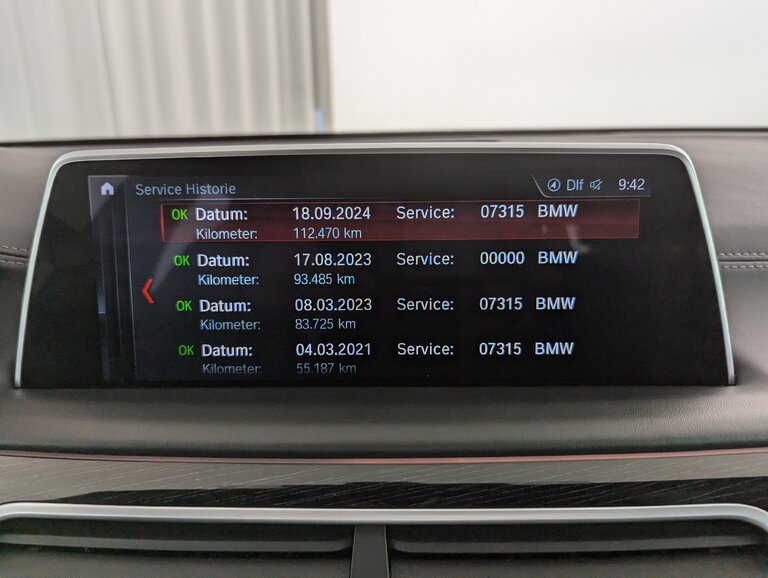 Service Historie Dlf 9:42
OK Datum: 18.09.2024 Service: 07315 BMW
Kilometer: 112.470 km
OK Datum: 17.08.2023 Service: 00000 BMW
Kilometer: 93.485 km
OK Datum: 08.03.2023 Service: 07315 BMW
Kilometer: 83.725 km
OK Datum: 04.03.2021 Service: 07315 BMW
Kilometer: 55.187 km